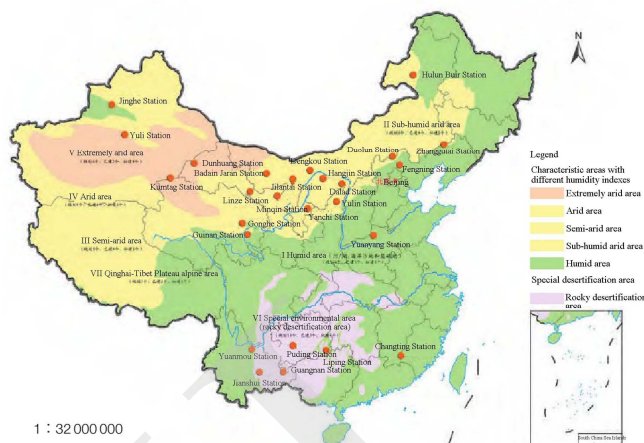 N
Hulun Buir Station
Jinghe Station
II Sub-humid arid area
Yuli Station
Zhanggutai Station
V Extremely arid area
Dengkou Station
Duolun Station
Dunhuang Station
Hangjin Station
Fengning Station
Badain Jaran Station
Beijing
Kumtag Station
Jilantai Station
Dalad Station
IV Arid area
Linze Station
Yulin Station
Minqin Station
Yanchi Station
Gonghe Station
III Semi-arid area
Guinan Station
Yuanyang Station
I Humid area
VII Qinghai-Tibet Plateau alpine area
VI Special environmental area
(rocky desertification area)
Yuanmou Station
Puding Station
Liping Station
Changting Station
Guangnan Station
Jianshui Station
1：32 000 000
Legend
Characteristic areas with
different humidity indexes
Extremely arid area
Arid area
Semi-arid area
Sub-humid arid area
Humid area
Special desertification area
Rocky desertification
area
South China Sea Islands